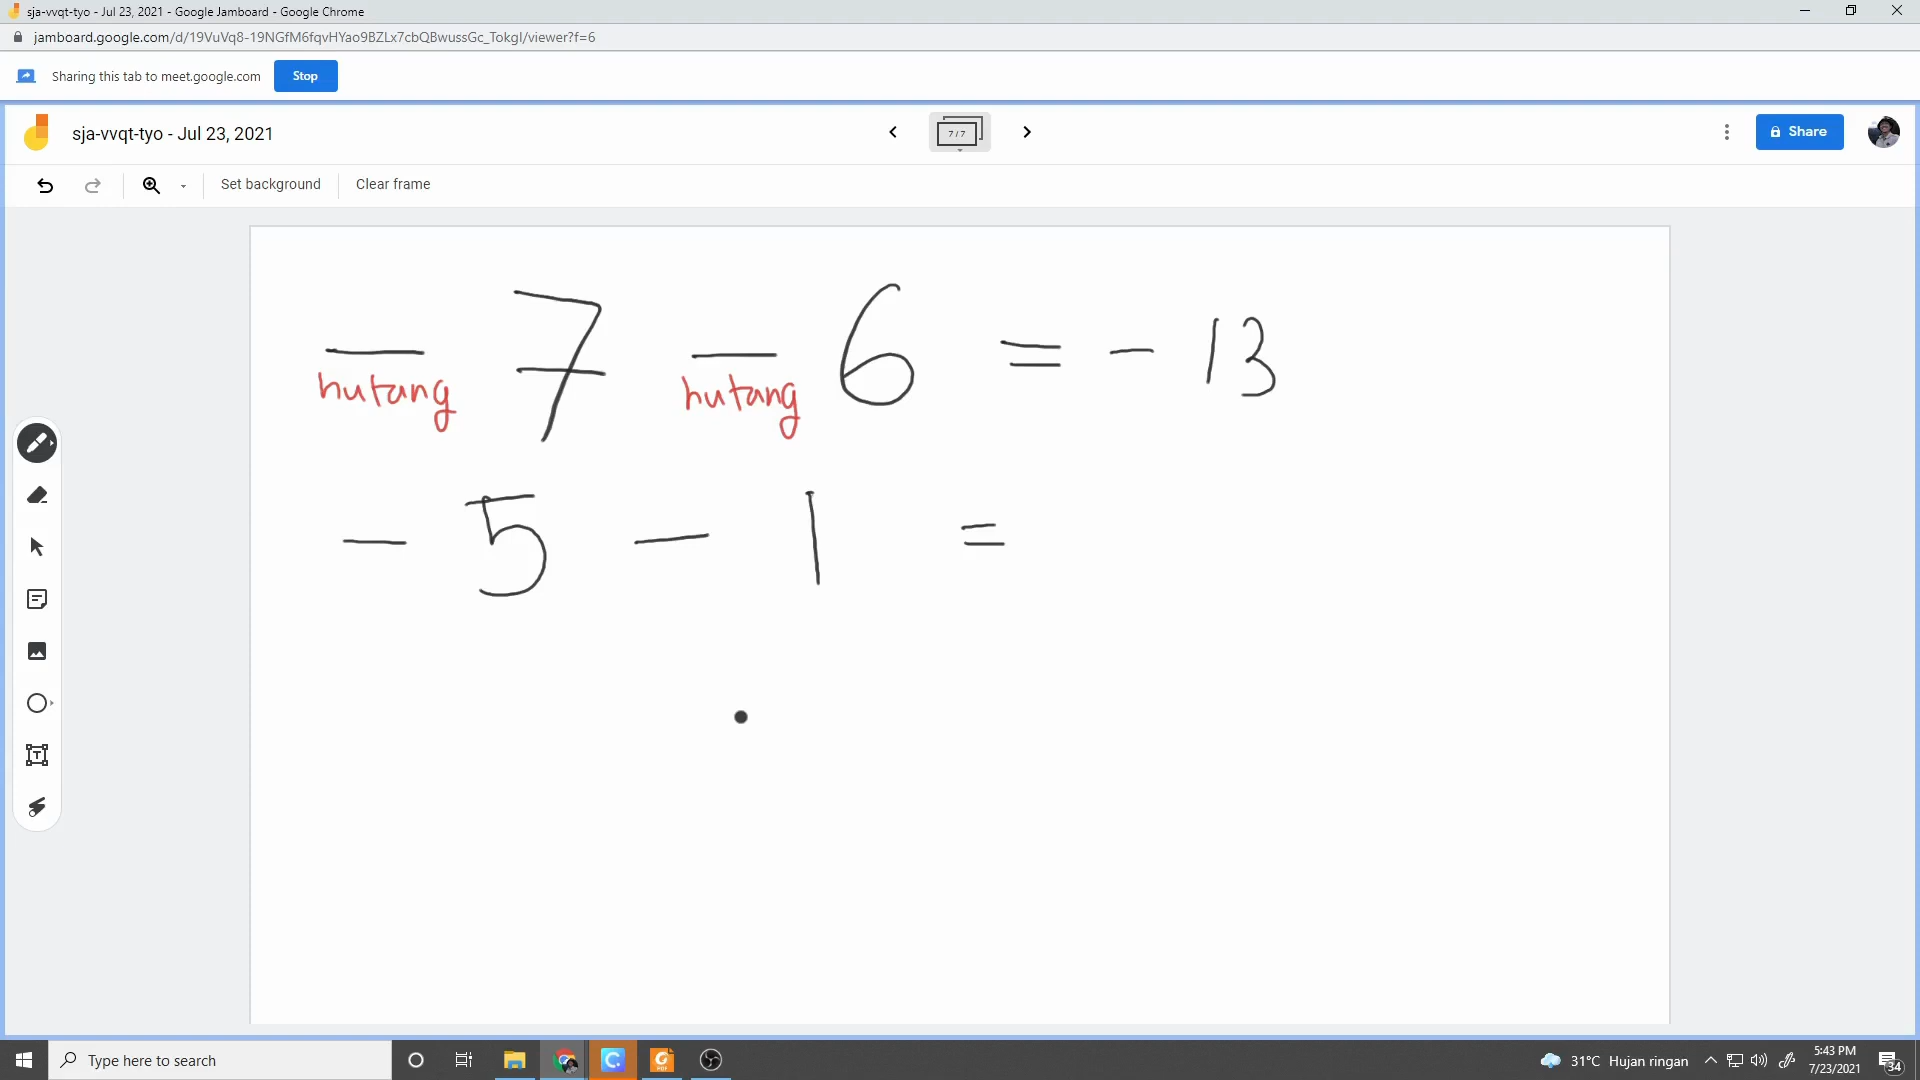 sja-vvqt-tyo - Jul 23, 2021 - Google Jamboard - Google Chrome
jamboard.google.com/d/19VuVq8-19NGfM6fqvHYao9BZLx7cbQBwussGc_TokgI/viewer?f=6
Sharing this tab to meet.google.com Stop
sja-vvqt-tyo - Jul 23, 2021 7 / 7 Share
Set background Clear frame
— 7 — 6 = - 13
hutang hutang
- 5 - 1 =
Type here to search 31°C Hujan ringan 5:43 PM
7/23/2021 34